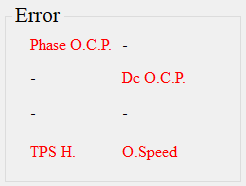 Error
Phase O.C.P. -
- Dc O.C.P.
- -
TPS H. O.Speed